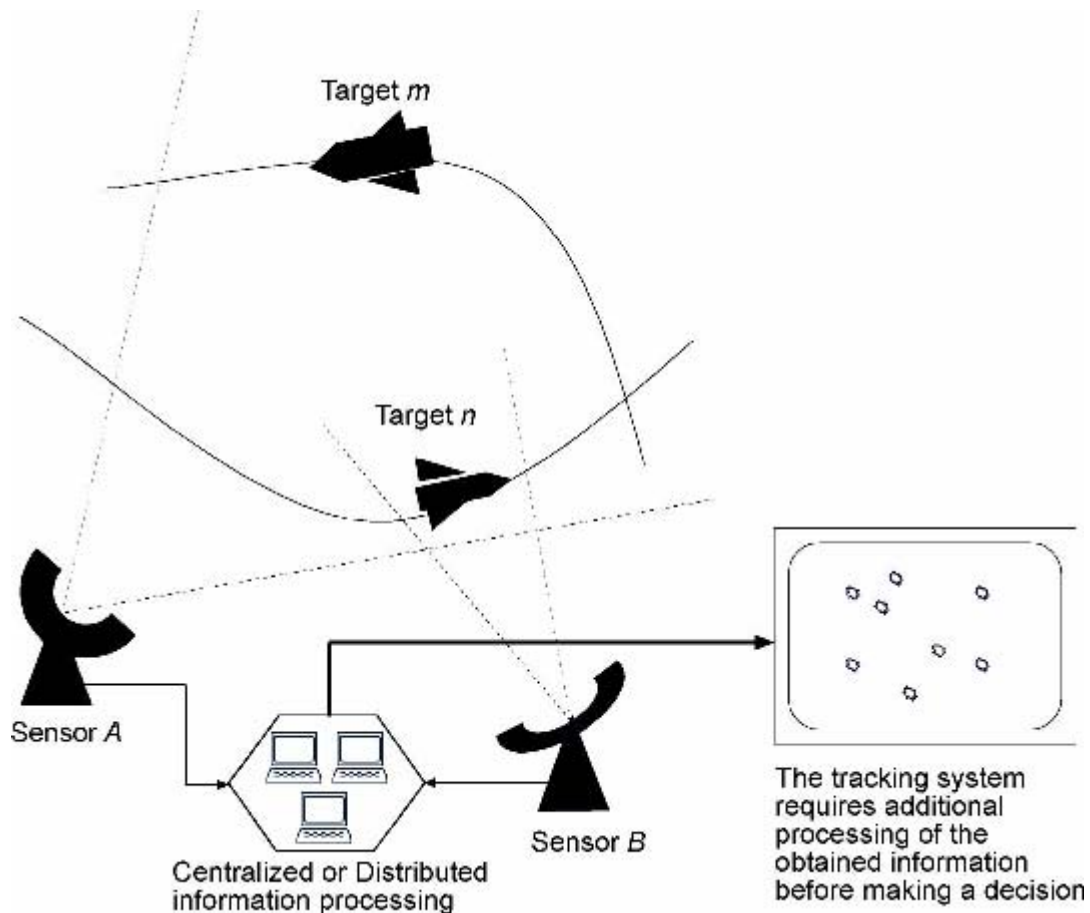 Target m
Target n
Sensor A
Sensor B
Centralized or Distributed
information processing
The tracking system
requires additional
processing of the
obtained information
before making a decision